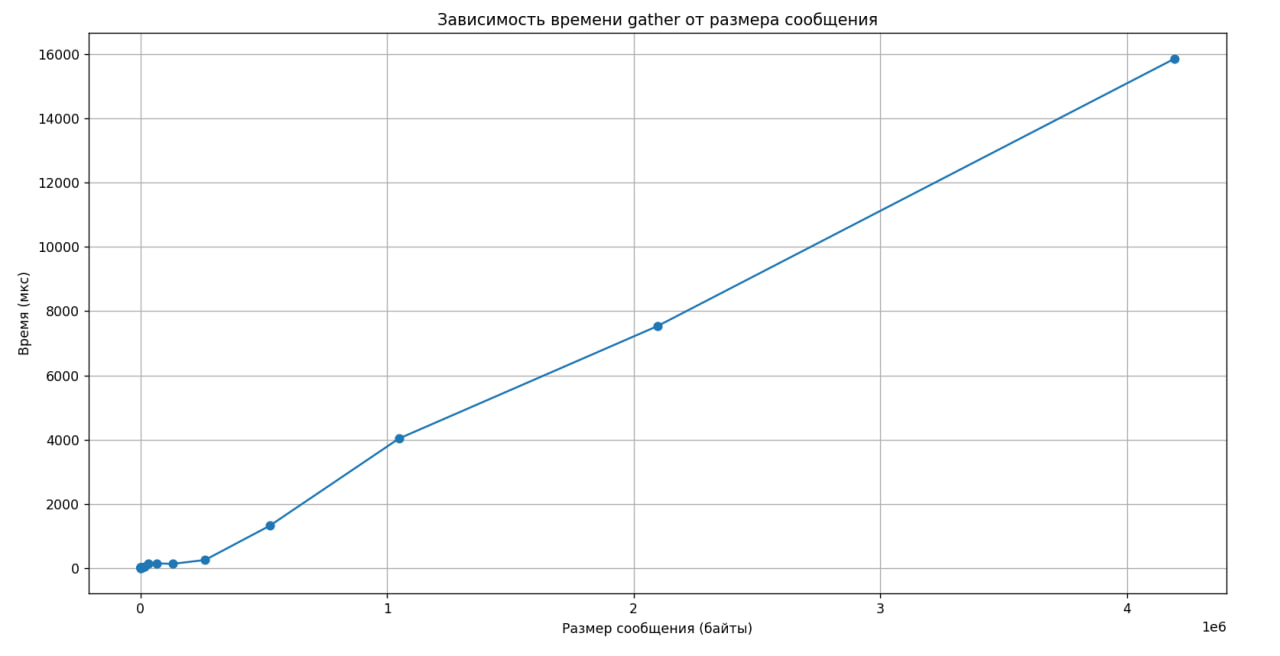 Зависимость времени gather от размера сообщения
Время (мкс)
16000
14000
12000
10000
8000
6000
4000
2000
0
0 1 2 3 4
1e6
Размер сообщения (байты)